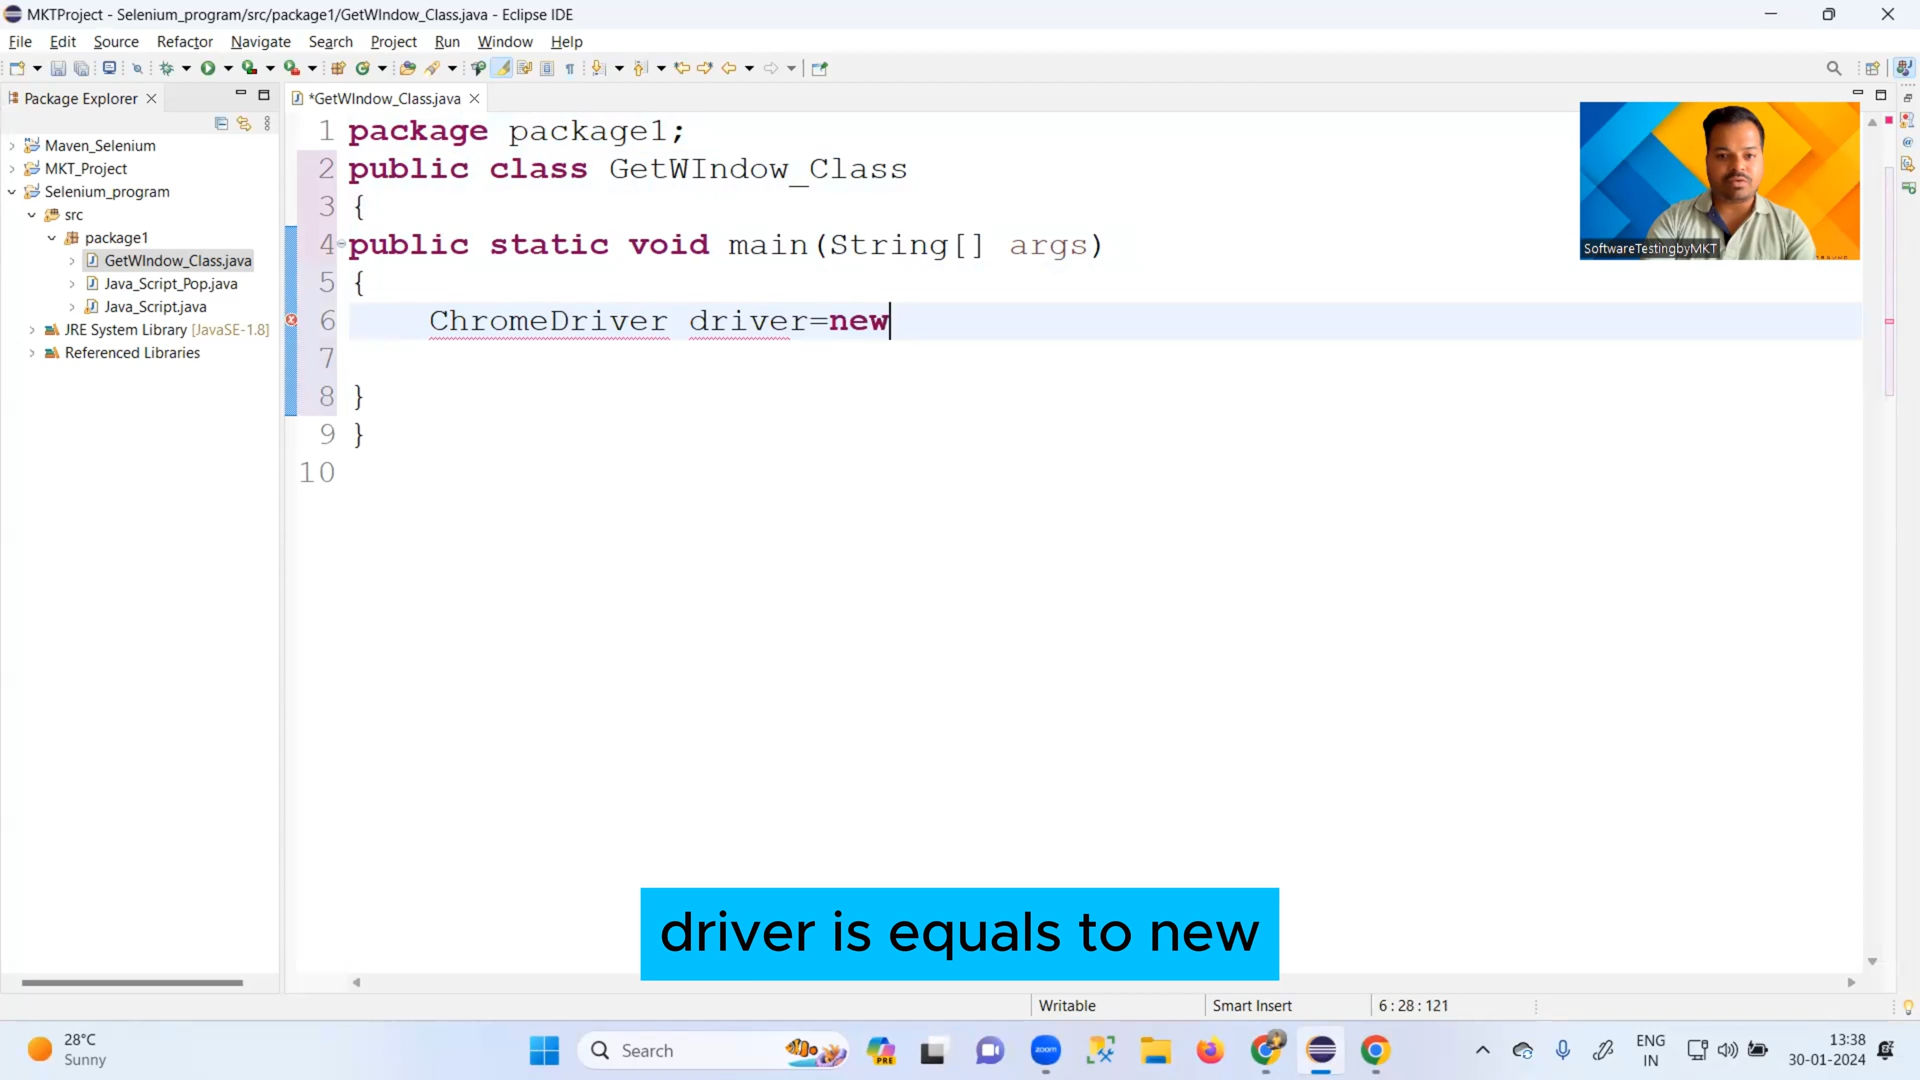 MKTProject - Selenium_program/src/package1/GetWIndow_Class.java - Eclipse IDE
File Edit Source Refactor Navigate Search Project Run Window Help
Package Explorer
*GetWIndow_Class.java
Maven_Selenium
MKT_Project
Selenium_program
src
package1
GetWIndow_Class.java
Java_Script_Pop.java
Java_Script.java
JRE System Library [JavaSE-1.8]
Referenced Libraries
1 package package1;
2 public class GetWIndow_Class
3 {
4 public static void main(String[] args)
5 {
6 ChromeDriver driver=new
7
8 }
9 }
10
SoftwareTestingbyMKT
driver is equals to new
Writable Smart Insert 6 : 28 : 121
28°C
Sunny
Search
PRE
zoom
ENG
IN
13:38
30-01-2024